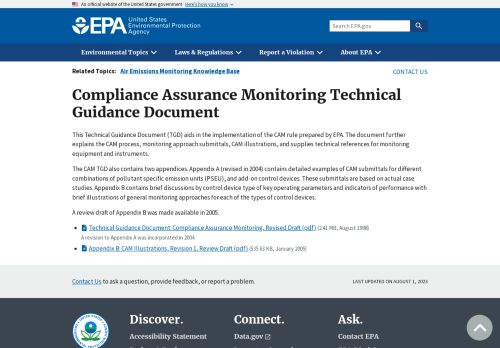 An official website of the United States government Here's how you know
EPA United States
Environmental Protection
Agency
Search EPA.gov
Environmental Topics Laws & Regulations Report a Violation About EPA
Related Topics: Air Emissions Monitoring Knowledge Base CONTACT US
Compliance Assurance Monitoring Technical
Guidance Document
This Technical Guidance Document (TGD) aids in the implementation of the CAM rule prepared by EPA. The document further
explains the CAM process, monitoring approach submittals, CAM illustrations, and supplies technical references for monitoring
equipment and instruments.
The CAM TGD also contains two appendices. Appendix A (revised in 2004) contains detailed examples of CAM submittals for different
combinations of pollutant specific emission units (PSEU), and add-on control devices. These submittals are based on actual case
studies. Appendix B contains brief discussions by control device type of key operating parameters and indicators of performance with
brief illustrations of general monitoring approaches for each of the types of control devices.
A review draft of Appendix B was made available in 2005.
Technical Guidance Document: Compliance Assurance Monitoring, Revised Draft (pdf) (2.41 MB, August 1998)
A revision to Appendix A was incorporated in 2004.
Appendix B: CAM Illustrations, Revision 1, Review Draft (pdf) (535.63 KB, January 2005)
Contact Us to ask a question, provide feedback, or report a problem. LAST UPDATED ON AUGUST 1, 2023
Discover. Connect. Ask.
Accessibility Statement Data.gov Contact EPA